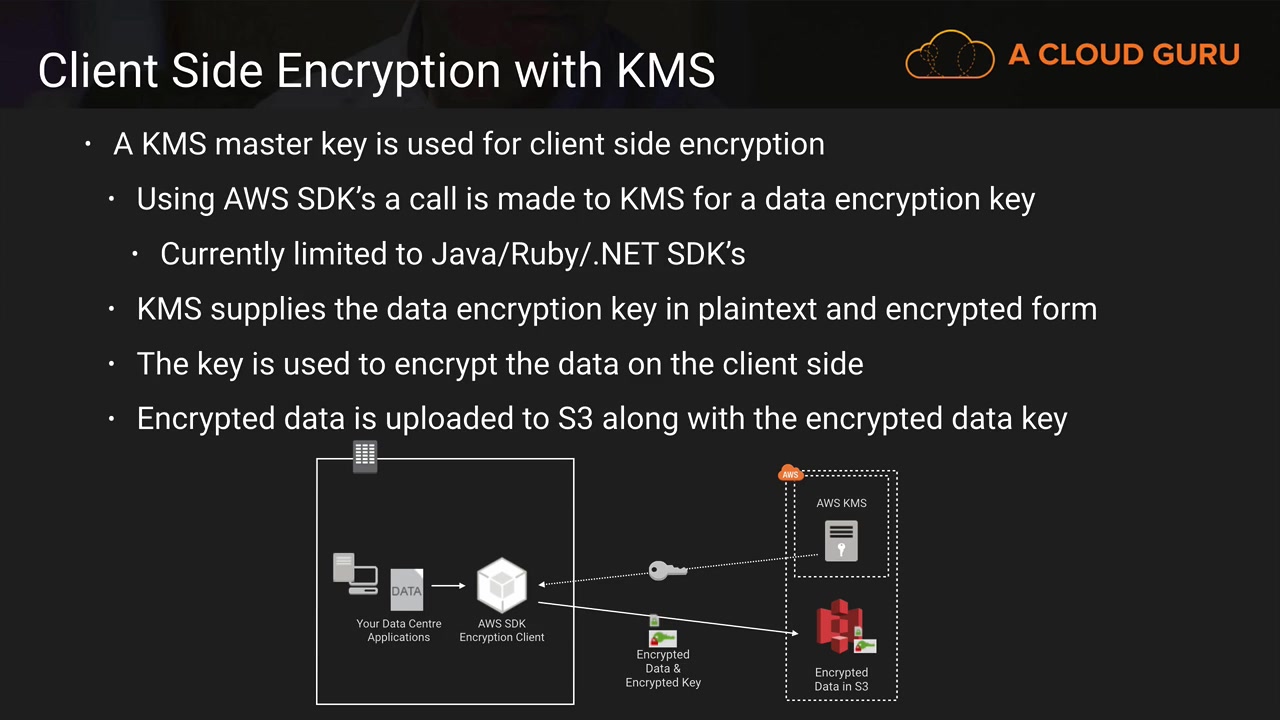 Client Side Encryption with KMS
A CLOUD GURU
· A KMS master key is used for client side encryption
· Using AWS SDK’s a call is made to KMS for a data encryption key
· Currently limited to Java/Ruby/.NET SDK’s
· KMS supplies the data encryption key in plaintext and encrypted form
· The key is used to encrypt the data on the client side
· Encrypted data is uploaded to S3 along with the encrypted data key
AWS
AWS KMS
DATA
Your Data Centre
Applications
AWS SDK
Encryption Client
Encrypted
Data &
Encrypted Key
Encrypted
Data in S3